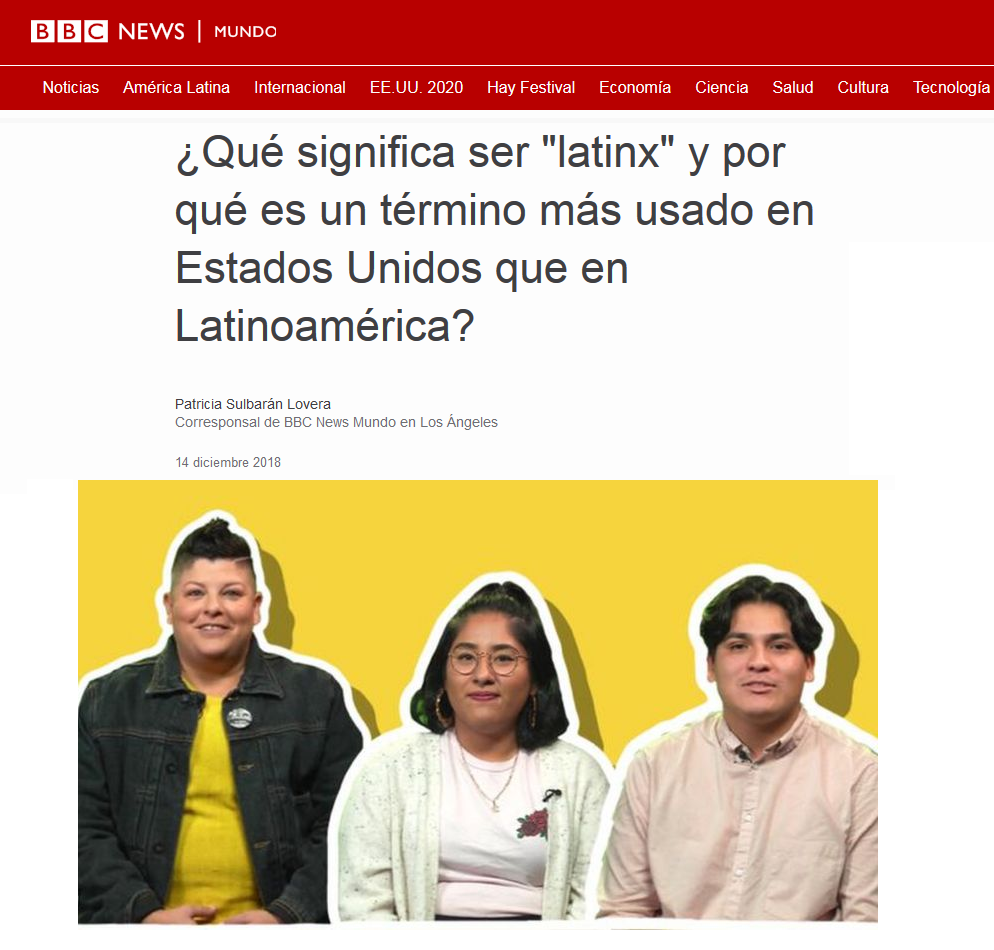 BBC NEWS | MUNDO
Noticias América Latina Internacional EE.UU. 2020 Hay Festival Economía Ciencia Salud Cultura Tecnología
¿Qué significa ser "latinx" y por
qué es un término más usado en
Estados Unidos que en
Latinoamérica?
Patricia Sulbarán Lovera
Corresponsal de BBC News Mundo en Los Ángeles
14 diciembre 2018